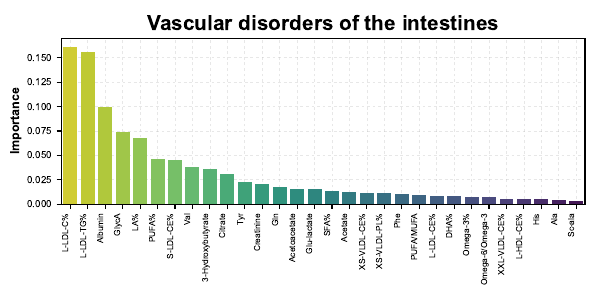 Vascular disorders of the intestines
Importance
0.150
0.125
0.100
0.075
0.050
0.025
0.000
L-LDL-C%
L-LDL-TG%
Albumin
GlycA
LA%
PUFA%
S-LDL-CE%
Val
3-Hydroxybutyrate
Citrate
Tyr
Creatinine
Gln
Acetoacetate
Glu-lactate
SFA%
Acetate
XS-VLDL-CE%
XS-VLDL-PL%
Phe
PUFA/MUFA
L-LDL-CE%
DHA%
Omega-3%
Omega-6/Omega-3
XXL-VLDL-CE%
L-HDL-CE%
His
Ala
Sc-ala